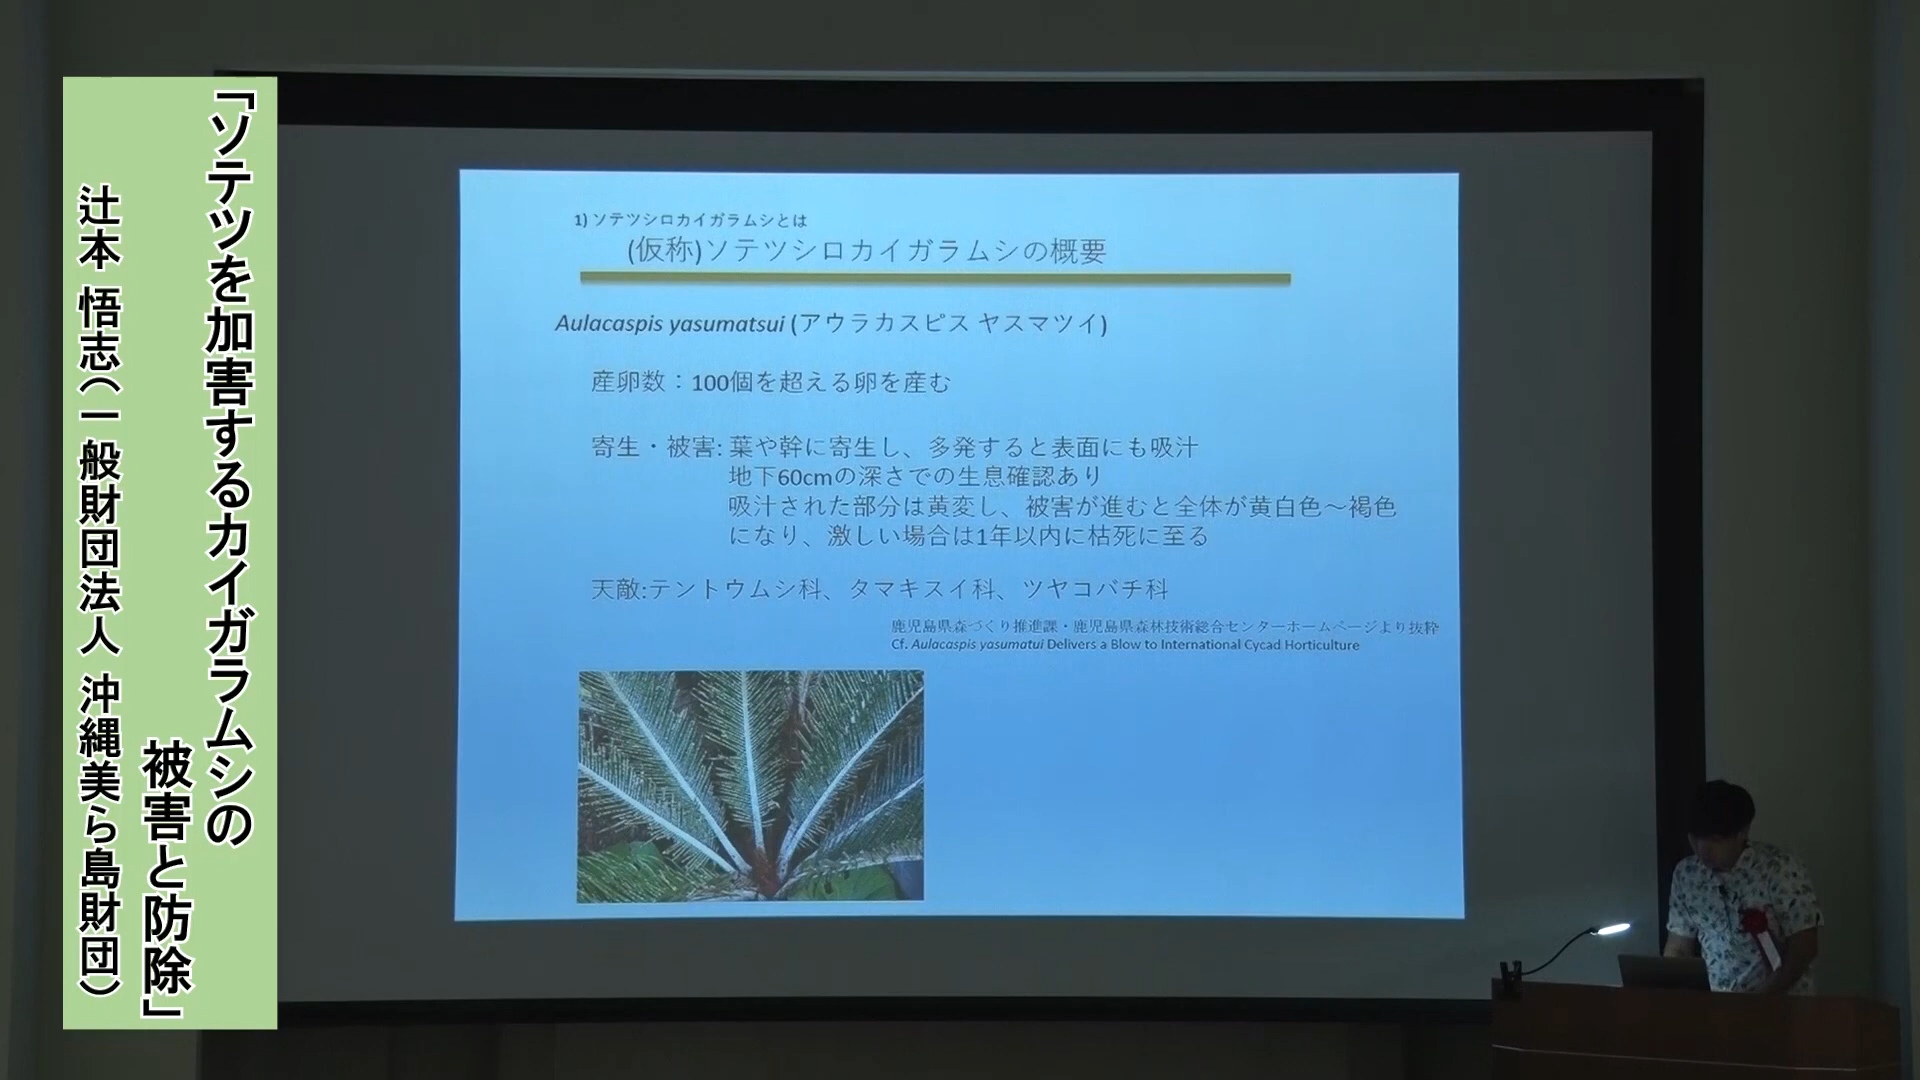 「ソテツを加害するカイガラムシの
被害と防除」
辻本 悟志（一般財団法人 沖縄美ら島財団）
1) ソテツシロカイガラムシとは
(仮称)ソテツシロカイガラムシの概要
Aulacaspis yasumatsui (アウラカスピス ヤスマツイ)
産卵数：100個を超える卵を産む
寄生・被害: 葉や幹に寄生し、多発すると表面にも吸汁
地下60cmの深さでの生息確認あり
吸汁された部分は黄変し、被害が進むと全体が黄白色～褐色
になり、激しい場合は1年以内に枯死に至る
天敵:テントウムシ科、タマキスイ科、ツヤコバチ科
鹿児島県森づくり推進課・鹿児島県森林技術総合センターホームページより抜粋
Cf. Aulacaspis yasumatui Delivers a Blow to International Cycad Horticulture